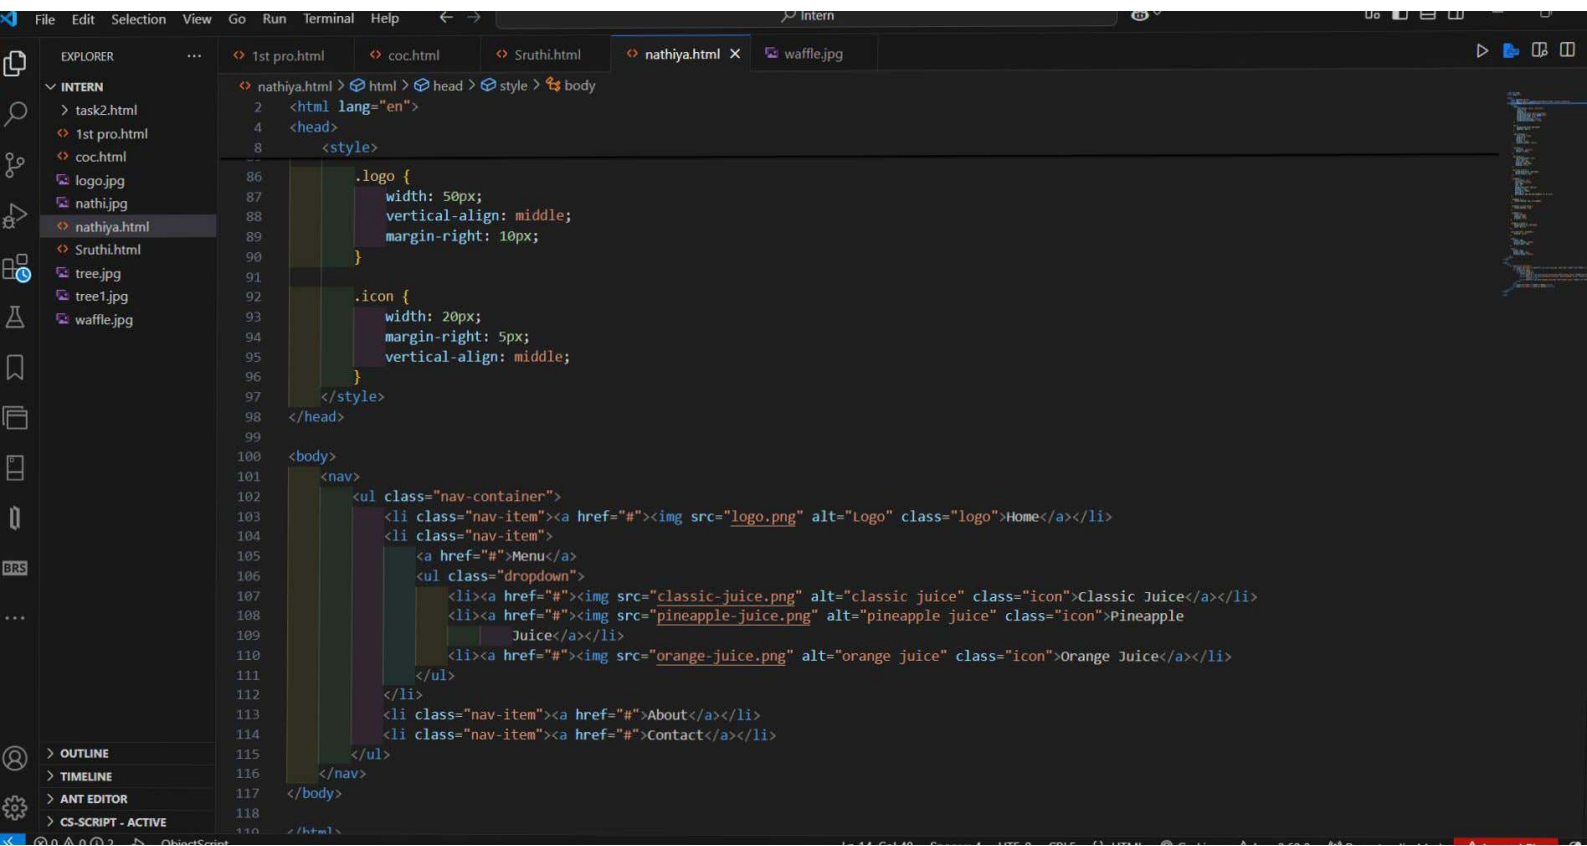 File Edit Selection View Go Run Terminal Help
Intern
EXPLORER
INTERN
task2.html
1st pro.html
coc.html
logo.jpg
nathi.jpg
nathiya.html
Sruthi.html
tree.jpg
tree1.jpg
waffle.jpg
OUTLINE
TIMELINE
ANT EDITOR
CS-SCRIPT - ACTIVE
BRS
1st pro.html coc.html Sruthi.html nathiya.html waffle.jpg
nathiya.html > html > head > style > body
2 <html lang="en">
4 <head>
8 <style>
86 .logo {
87 width: 50px;
88 vertical-align: middle;
89 margin-right: 10px;
90 }
91
92 .icon {
93 width: 20px;
94 margin-right: 5px;
95 vertical-align: middle;
96 }
97 </style>
98 </head>
99
100 <body>
101 <nav>
102 <ul class="nav-container">
103 <li class="nav-item"><a href="#"><img src="logo.png" alt="Logo" class="logo">Home</a></li>
104 <li class="nav-item">
105 <a href="#">Menu</a>
106 <ul class="dropdown">
107 <li><a href="#"><img src="classic-juice.png" alt="classic juice" class="icon">Classic Juice</a></li>
108 <li><a href="#"><img src="pineapple-juice.png" alt="pineapple juice" class="icon">Pineapple
109 Juice</a></li>
110 <li><a href="#"><img src="orange-juice.png" alt="orange juice" class="icon">Orange Juice</a></li>
111 </ul>
112 </li>
113 <li class="nav-item"><a href="#">About</a></li>
114 <li class="nav-item"><a href="#">Contact</a></li>
115 </ul>
116 </nav>
117 </body>
118
119 </html>
ObjectScript